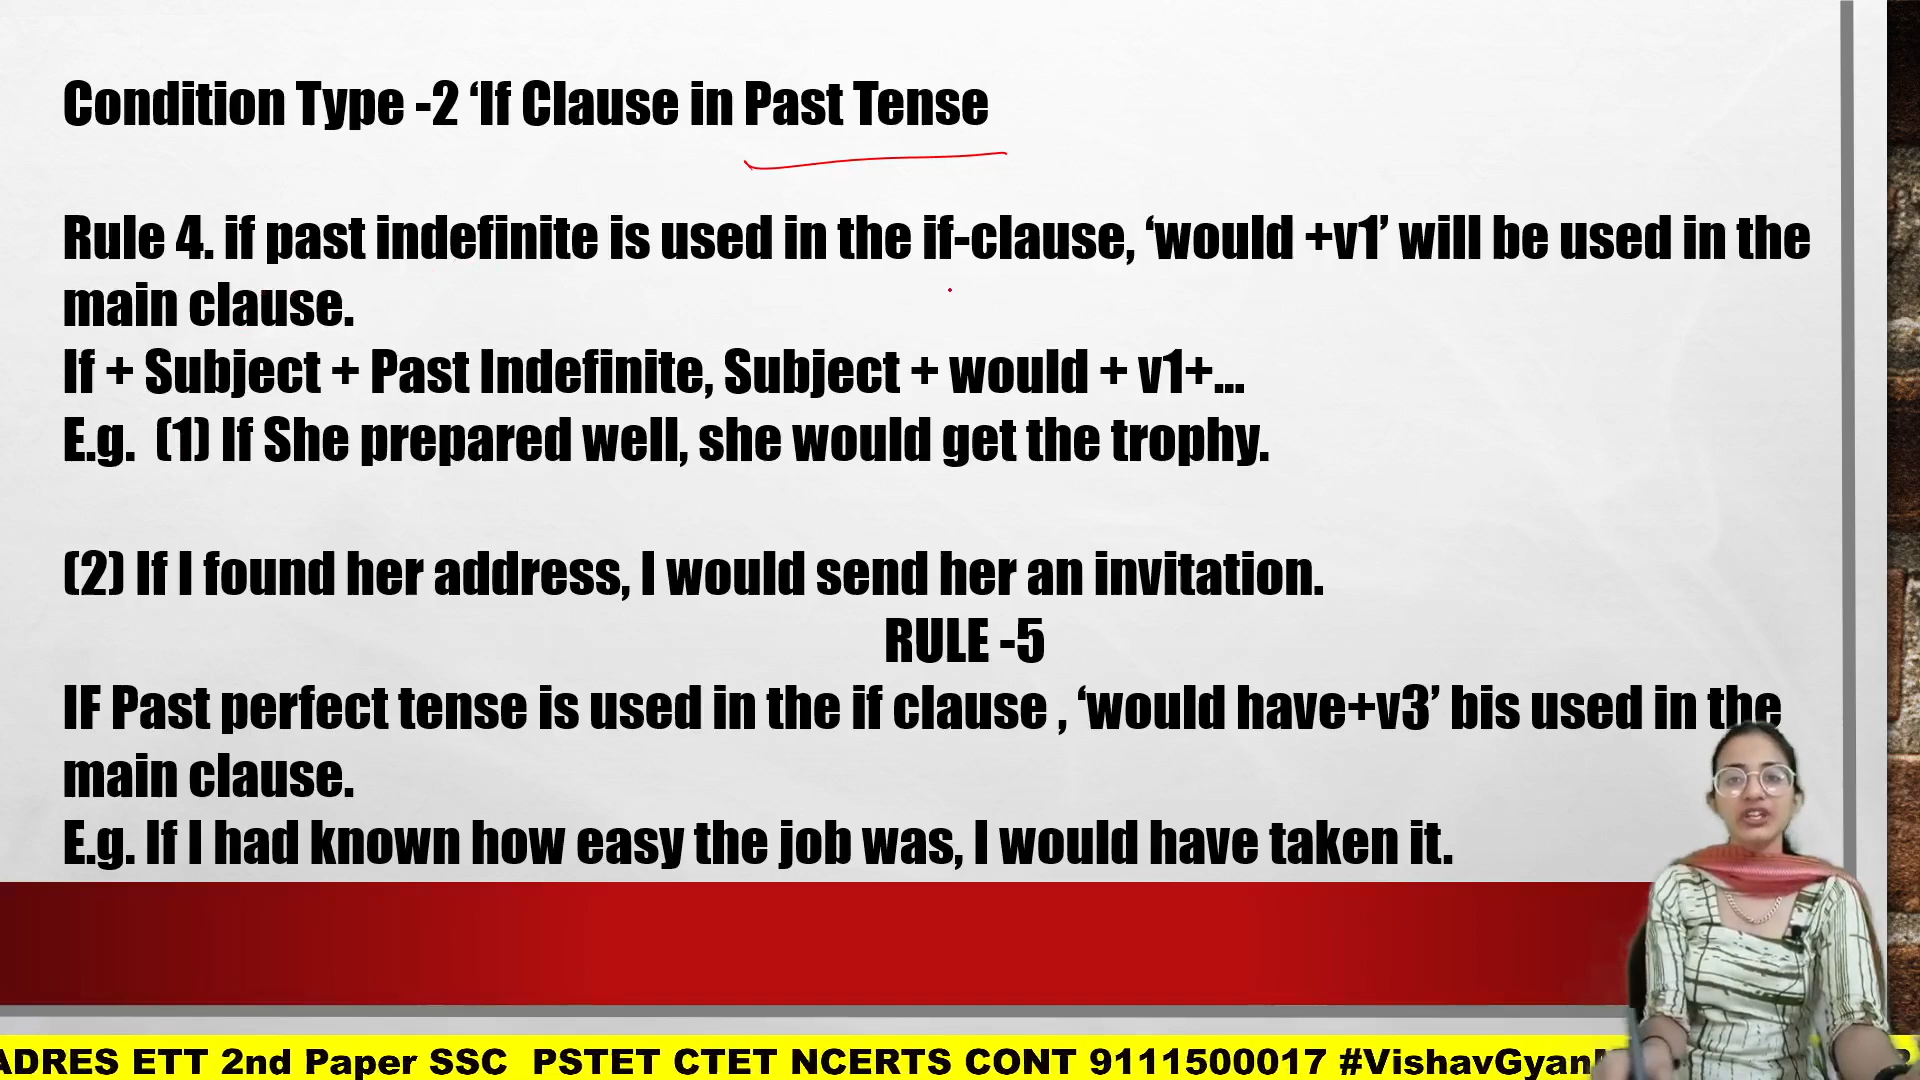 Condition Type -2 ‘If Clause in Past Tense
Rule 4. if past indefinite is used in the if-clause, ‘would +v1’ will be used in the
main clause.
If + Subject + Past Indefinite, Subject + would + v1+...
E.g.  (1) If She prepared well, she would get the trophy.
(2) If I found her address, I would send her an invitation.
RULE -5
IF Past perfect tense is used in the if clause , ‘would have+v3’ bis used in the
main clause.
E.g. If I had known how easy the job was, I would have taken it.
ADRES ETT 2nd Paper SSC  PSTET CTET NCERTS CONT 9111500017 #VishavGyan